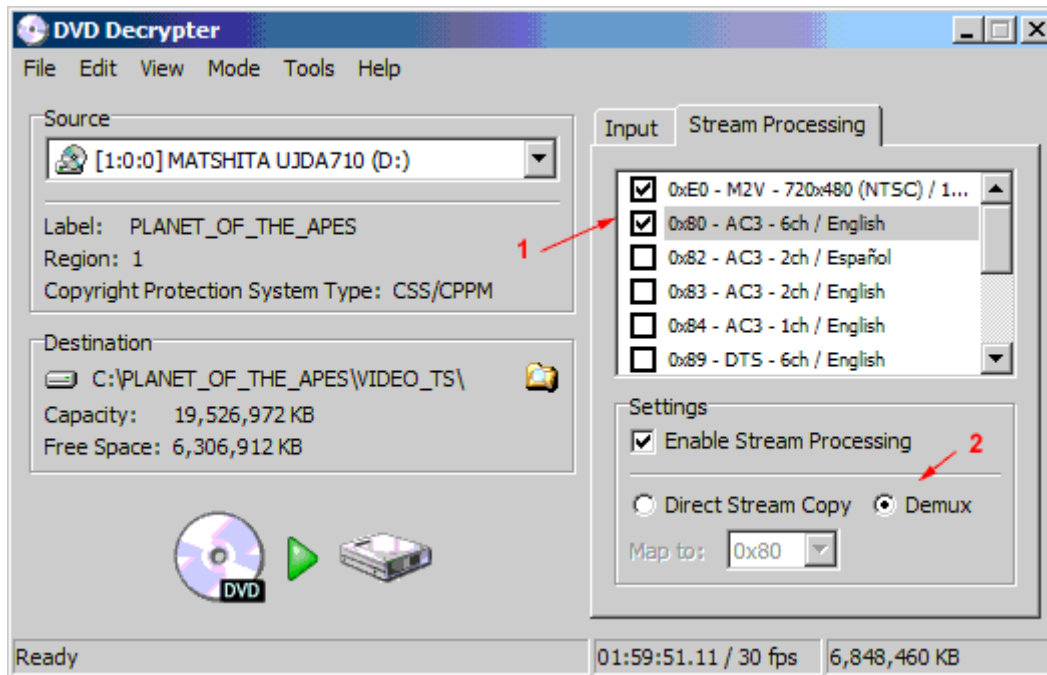 DVD Decrypter
File Edit View Mode Tools Help
Source
[1:0:0] MATSHITA UJDA710 (D:)
Label: PLANET_OF_THE_APES
Region: 1
Copyright Protection System Type: CSS/CPPM
Destination
C:\PLANET_OF_THE_APES\VIDEO_TS\
Capacity: 19,526,972 KB
Free Space: 6,306,912 KB
DVD
Input Stream Processing
0xE0 - M2V - 720x480 (NTSC) / 1...
1
0x80 - AC3 - 6ch / English
0x82 - AC3 - 2ch / Español
0x83 - AC3 - 2ch / English
0x84 - AC3 - 1ch / English
0x89 - DTS - 6ch / English
Settings
Enable Stream Processing
2
Direct Stream Copy Demux
Map to: 0x80
Ready 01:59:51.11 / 30 fps 6,848,460 KB